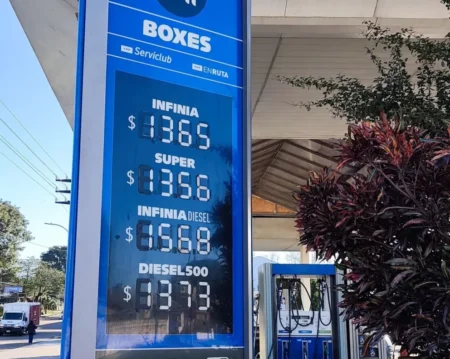 BOXES
Serviclub
ENRUTA
INFINIA
$1365
SUPER
$1356
INFINIA DIESEL
$1568
DIESEL500
$1373